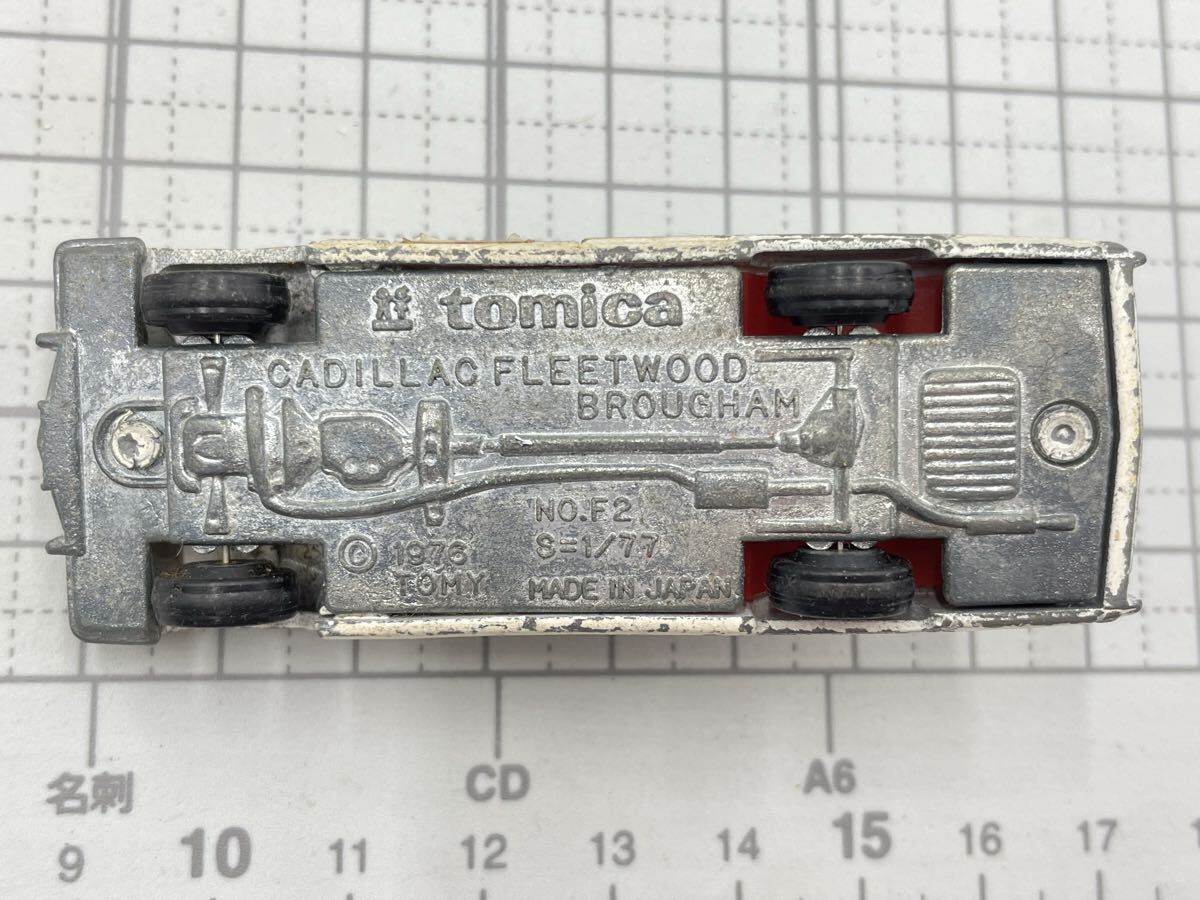 tomica
CADILLAC FLEETWOOD
BROUGHAM
NO.F2
S=1/77
© 1976
TOMY
MADE IN JAPAN
名刺
CD
A6
9 10 11 12 13 14 15 16 17